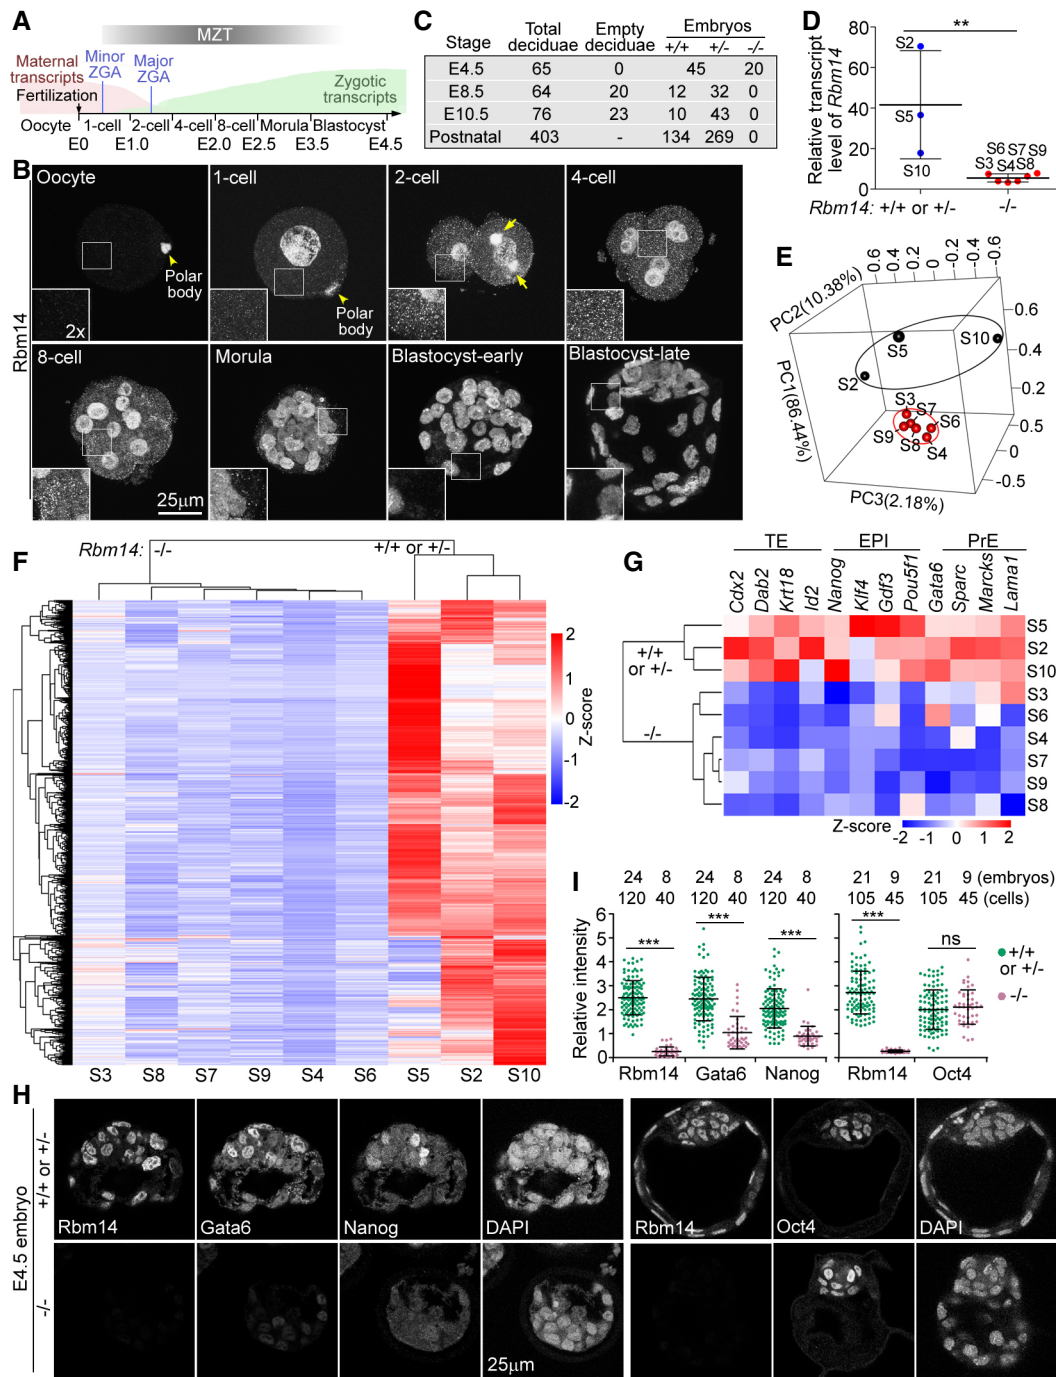 A
MZT
Maternal transcripts
Minor ZGA
Major ZGA
Zygotic transcripts
Fertilization
Oocyte 1-cell 2-cell 4-cell 8-cell Morula Blastocyst
E0 E1.0 E2.0 E2.5 E3.5 E4.5
C
Stage Total deciduae Empty deciduae Embryos
+/+ +/- -/-
E4.5 65 0 45 20
E8.5 64 20 12 32 0
E10.5 76 23 10 43 0
Postnatal 403 - 134 269 0
D
Relative transcript level of Rbm14
80
60
40
20
0
**
S2
S5
S10
S6 S7 S9
S3 S4 S8
Rbm14: +/+ or +/- -/-
B
Rbm14
Oocyte
Polar body
2x
1-cell
Polar body
2-cell
4-cell
8-cell
25μm
Morula
Blastocyst-early
Blastocyst-late
E
PC2(10.38%)
0.6 0.4 0.2 0 -0.2 -0.4 -0.6
PC1(86.44%)
-0.6
0.4
0.2
0.5
0
-0.5
PC3(2.18%)
S5
S10
S2
S3
S7
S6
S9
S8
S4
F
Rbm14: -/- +/+ or +/-
2
1
0
-1
-2
Z-score
S3 S8 S7 S9 S4 S6 S5 S2 S10
G
TE EPI PrE
Cdx2 Dab2 Krt18 Id2 Nanog Klf4 Gdf3 Pou5f1 Gata6 Sparc Marcks Lama1
+/+ or +/-
-/-
S5
S2
S10
S3
S6
S4
S7
S9
S8
Z-score -2 -1 0 1 2
I
24 8 24 8 24 8 21 9 21 9 (embryos)
120 40 120 40 120 40 105 45 105 45 (cells)
Relative intensity
6
5
4
3
2
1
0
*** *** *** *** ns
+/+ or +/-
-/-
Rbm14 Gata6 Nanog Rbm14 Oct4
H
E4.5 embryo
+/+ or +/-
-/-
Rbm14 Gata6 Nanog DAPI Rbm14 Oct4 DAPI
25μm